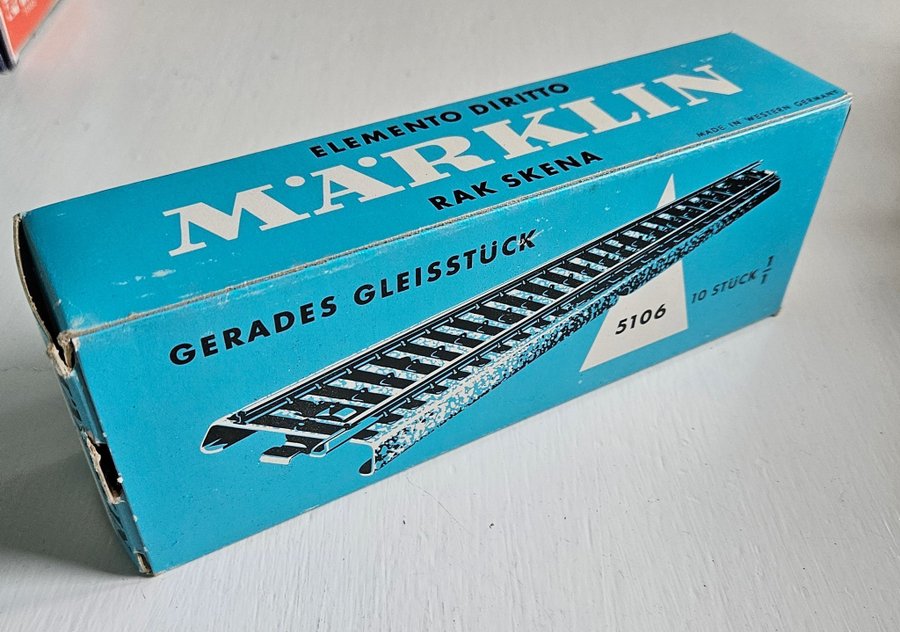 ELEMENTO DIRITTO
MÄRKLIN
RAK SKENA
MADE IN WESTERN GERMANY
GERADES GLEISSTÜCK
5106
10 STÜCK 1/1